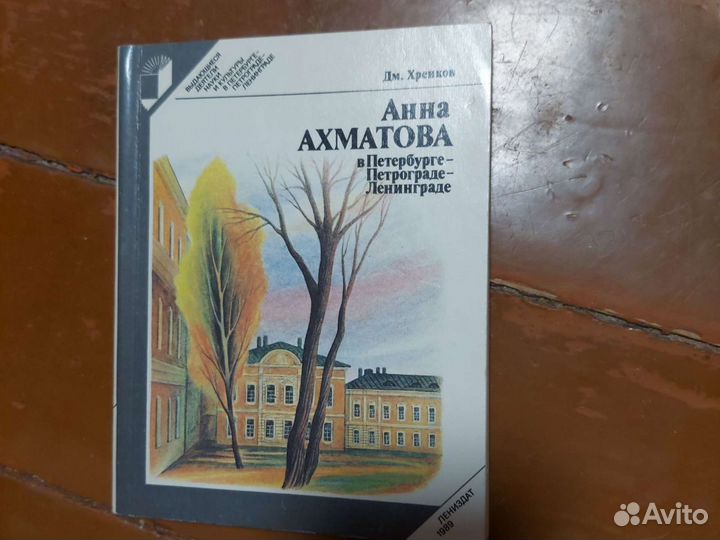 ВЫДАЮЩИЕСЯ
ДЕЯТЕЛИ
НАУКИ
И КУЛЬТУРЫ
В ПЕТЕРБУРГЕ–
ПЕТРОГРАДЕ–
ЛЕНИНГРАДЕ
Дм. Хренков
Анна
АХМАТОВА
в Петербурге–
Петрограде–
Ленинграде
ЛЕНИЗДАТ
1989
Avito